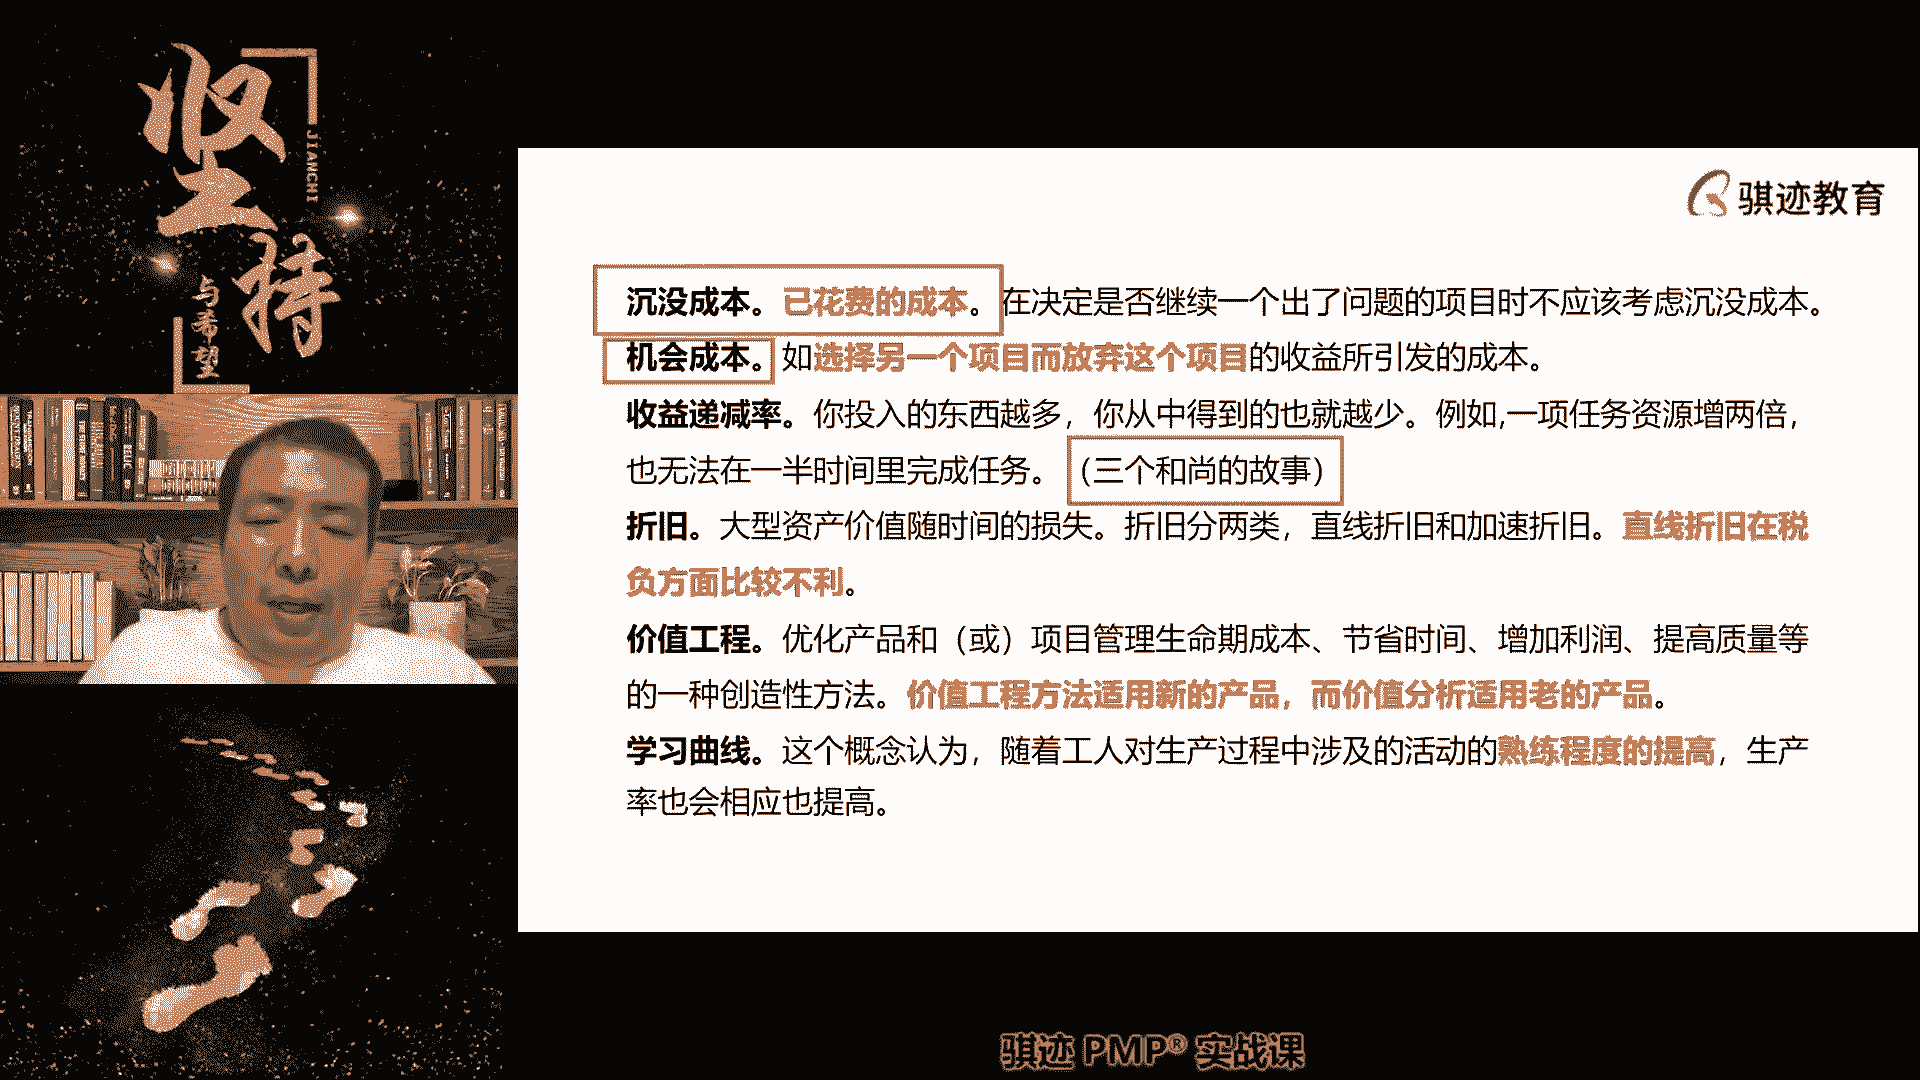 坚持
JIANCHI
与希望
骐迹教育
沉没成本。已花费的成本。在决定是否继续一个出了问题的项目时不应该考虑沉没成本。
机会成本。如选择另一个项目而放弃这个项目的收益所引发的成本。
收益递减率。你投入的东西越多，你从中得到的也就越少。例如,一项任务资源增两倍，
也无法在一半时间里完成任务。（三个和尚的故事）
折旧。大型资产价值随时间的损失。折旧分两类，直线折旧和加速折旧。直线折旧在税
负方面比较不利。
价值工程。优化产品和（或）项目管理生命期成本、节省时间、增加利润、提高质量等
的一种创造性方法。价值工程方法适用新的产品，而价值分析适用老的产品。
学习曲线。这个概念认为，随着工人对生产过程中涉及的活动的熟练程度的提高，生产
率也会相应也提高。
骐迹 PMP® 实战课